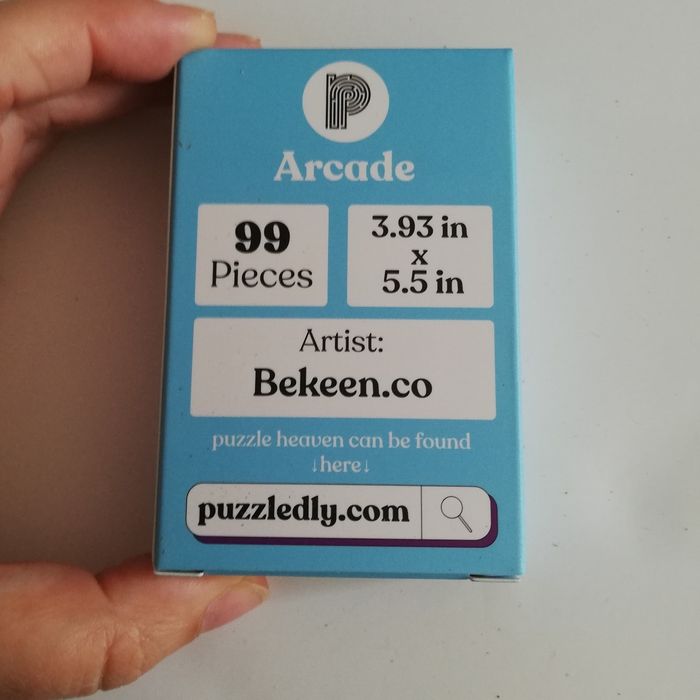 Arcade
99
Pieces
3.93 in
x
5.5 in
Artist:
Bekeen.co
puzzle heaven can be found
↓here↓
puzzledly.com